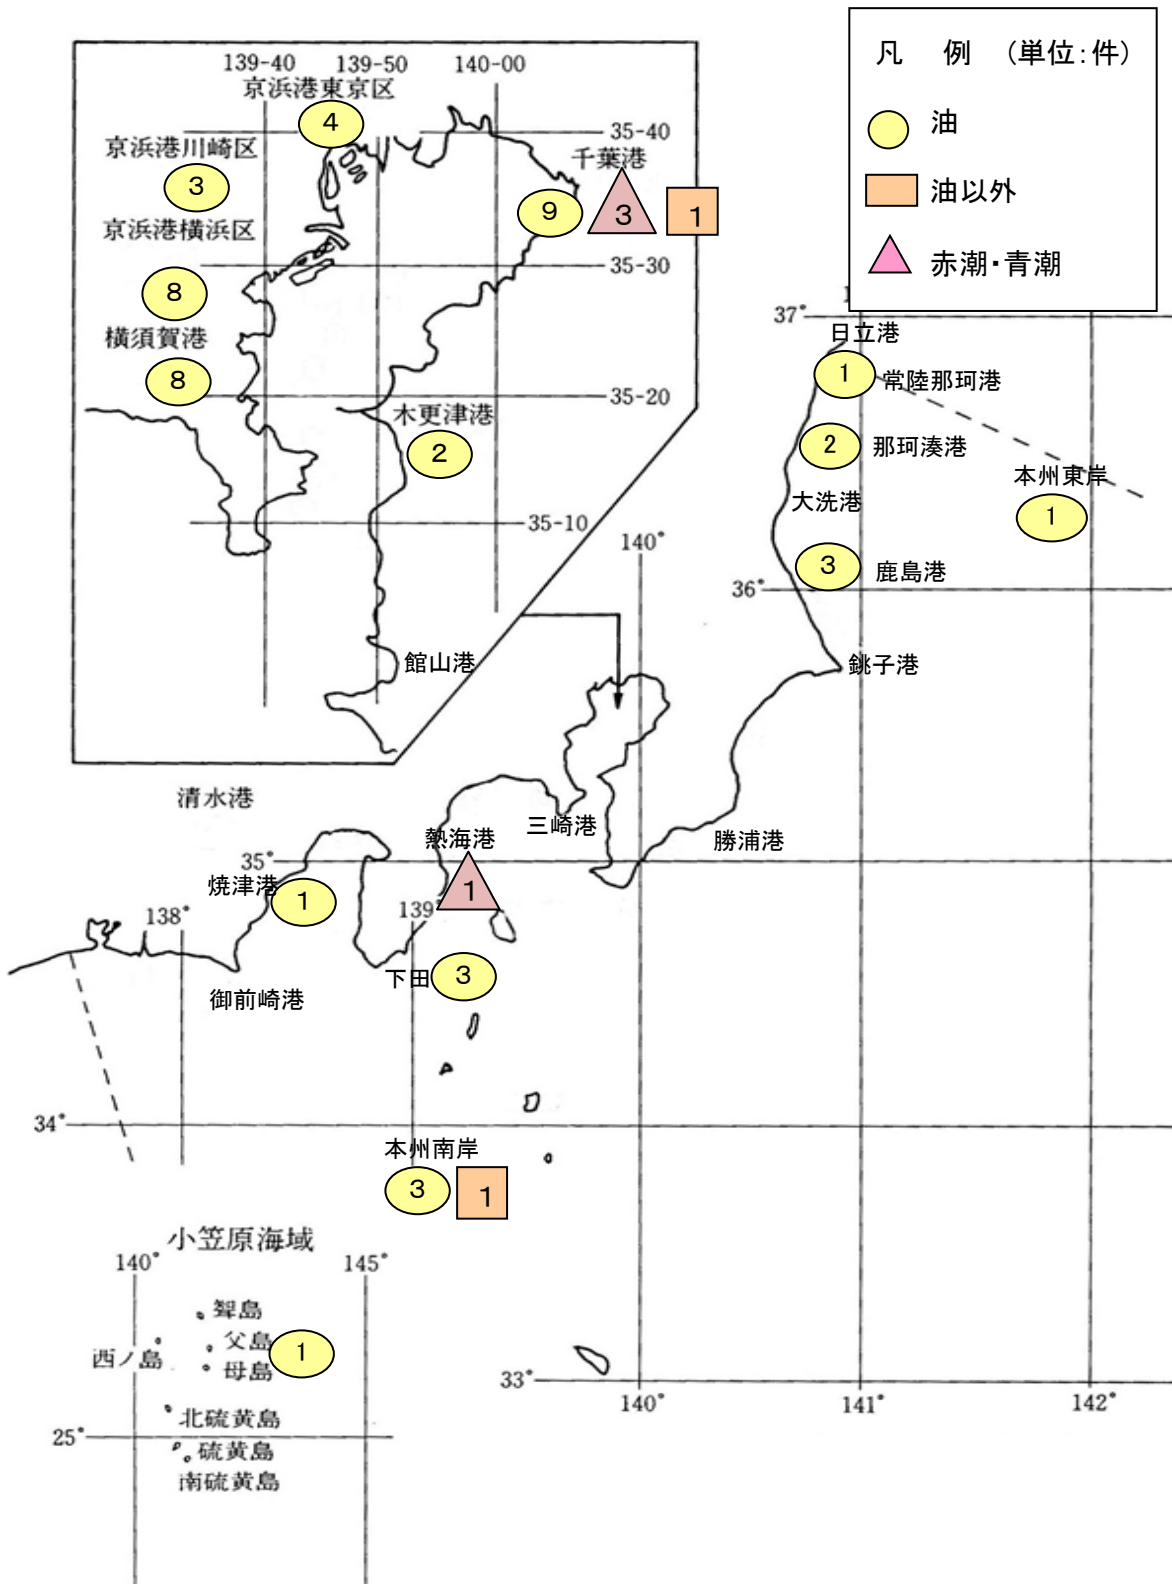 凡 例 (単位:件)
油
油以外
赤潮・青潮
139-40 139-50 140-00
京浜港東京区
4
35-40
京浜港川崎区
3
千葉港
9 3 1
京浜港横浜区
35-30
8
横須賀港
8
35-20
木更津港
2
35-10
館山港
37°
日立港
1 常陸那珂港
2 那珂湊港
大洗港
本州東岸
1
140°
3 鹿島港
36°
銚子港
清水港
三崎港
勝浦港
熱海港
1
35°
焼津港 1
138°
139°
下田 3
御前崎港
34°
本州南岸
3 1
小笠原海域
140° 145°
聟島
父島
1
西ノ島
母島
北硫黄島
25°
硫黄島
南硫黄島
33°
140° 141° 142°